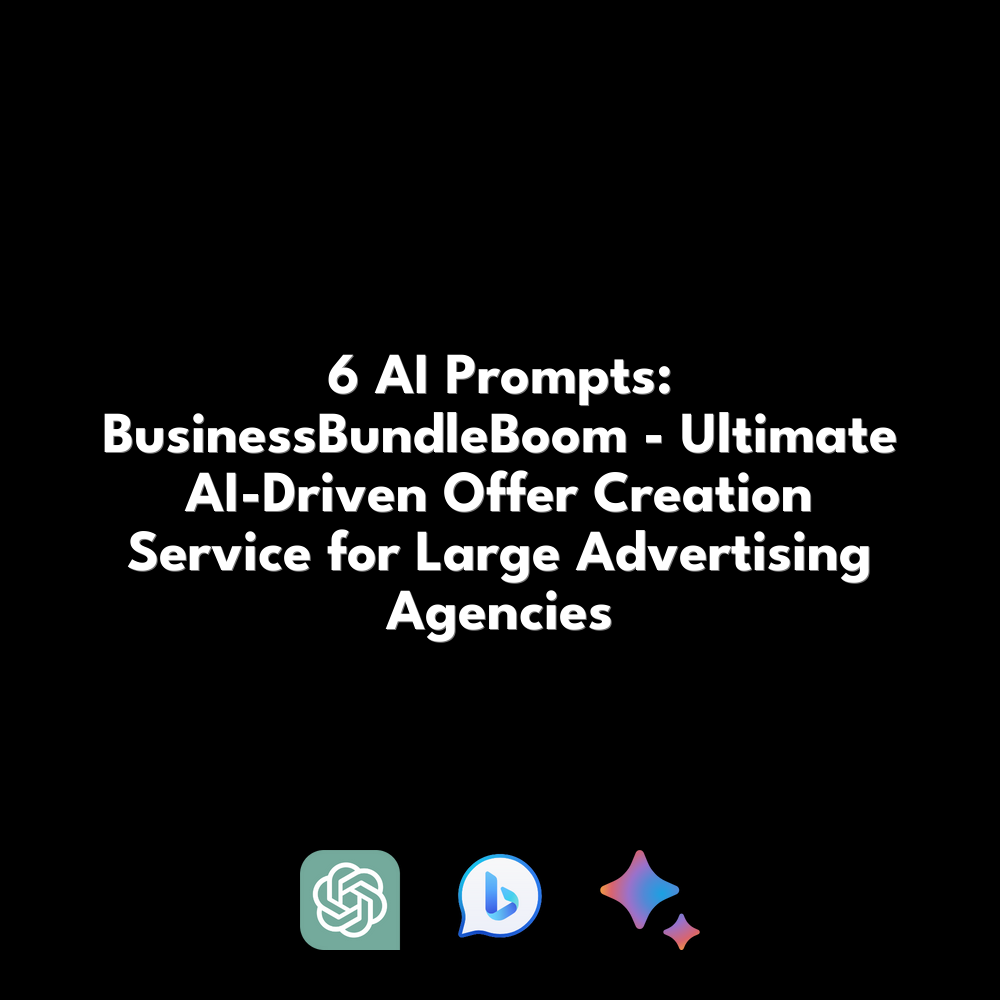 6 AI Prompts:
BusinessBundleBoom - Ultimate
AI-Driven Offer Creation
Service for Large Advertising
Agencies